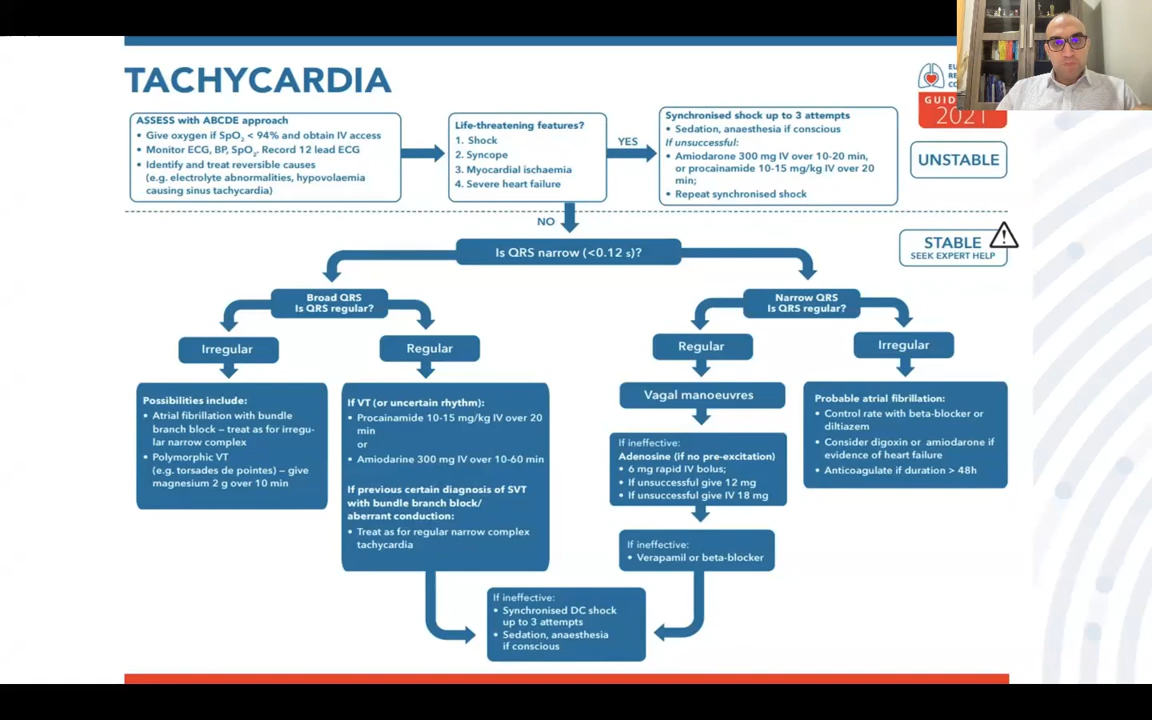 TACHYCARDIA
ASSESS with ABCDE approach
• Give oxygen if SpO2 < 94% and obtain IV access
• Monitor ECG, BP, SpO2. Record 12 lead ECG
• Identify and treat reversible causes
(e.g. electrolyte abnormalities, hypovolaemia
causing sinus tachycardia)
Life-threatening features?
1. Shock
2. Syncope
3. Myocardial ischaemia
4. Severe heart failure
YES
Synchronised shock up to 3 attempts
• Sedation, anaesthesia if conscious
If unsuccessful:
• Amiodarone 300 mg IV over 10-20 min,
or procainamide 10-15 mg/kg IV over 20
min;
• Repeat synchronised shock
GUID
2021
UNSTABLE
NO
STABLE
SEEK EXPERT HELP
Is QRS narrow (<0.12 s)?
Broad QRS
Is QRS regular?
Narrow QRS
Is QRS regular?
Irregular
Regular
Regular
Irregular
Possibilities include:
• Atrial fibrillation with bundle
branch block – treat as for irregu-
lar narrow complex
• Polymorphic VT
(e.g. torsades de pointes) – give
magnesium 2 g over 10 min
If VT (or uncertain rhythm):
• Procainamide 10-15 mg/kg IV over 20
min
or
• Amiodarine 300 mg IV over 10-60 min
If previous certain diagnosis of SVT
with bundle branch block/
aberrant conduction:
• Treat as for regular narrow complex
tachycardia
Vagal manoeuvres
If ineffective:
Adenosine (if no pre-excitation)
• 6 mg rapid IV bolus;
• If unsuccessful give 12 mg
• If unsuccessful give IV 18 mg
If ineffective:
• Verapamil or beta-blocker
Probable atrial fibrillation:
• Control rate with beta-blocker or
diltiazem
• Consider digoxin or amiodarone if
evidence of heart failure
• Anticoagulate if duration > 48h
If ineffective:
• Synchronised DC shock
up to 3 attempts
• Sedation, anaesthesia
if conscious